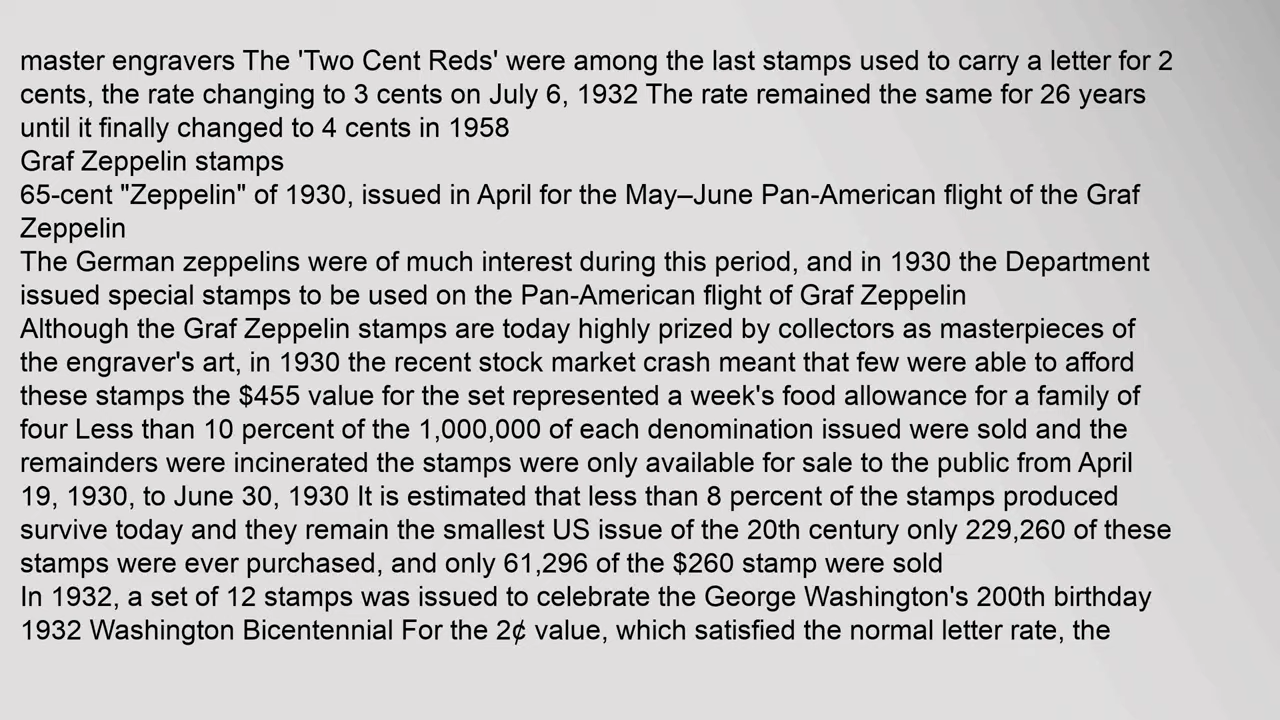 master engravers The 'Two Cent Reds' were among the last stamps used to carry a letter for 2
cents, the rate changing to 3 cents on July 6, 1932 The rate remained the same for 26 years
until it finally changed to 4 cents in 1958
Graf Zeppelin stamps
65-cent "Zeppelin" of 1930, issued in April for the May–June Pan-American flight of the Graf
Zeppelin
The German zeppelins were of much interest during this period, and in 1930 the Department
issued special stamps to be used on the Pan-American flight of Graf Zeppelin
Although the Graf Zeppelin stamps are today highly prized by collectors as masterpieces of
the engraver's art, in 1930 the recent stock market crash meant that few were able to afford
these stamps the $455 value for the set represented a week's food allowance for a family of
four Less than 10 percent of the 1,000,000 of each denomination issued were sold and the
remainders were incinerated the stamps were only available for sale to the public from April
19, 1930, to June 30, 1930 It is estimated that less than 8 percent of the stamps produced
survive today and they remain the smallest US issue of the 20th century only 229,260 of these
stamps were ever purchased, and only 61,296 of the $260 stamp were sold
In 1932, a set of 12 stamps was issued to celebrate the George Washington's 200th birthday
1932 Washington Bicentennial For the 2¢ value, which satisfied the normal letter rate, the